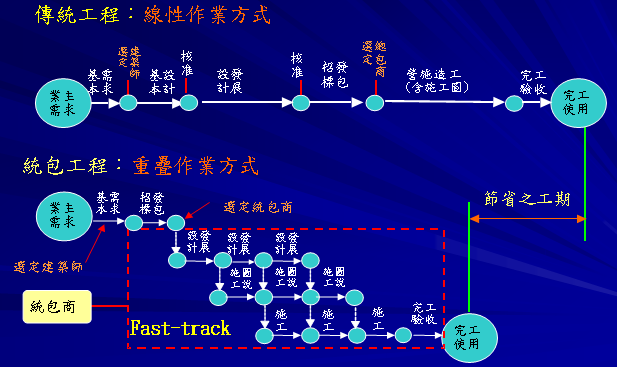 傳統工程：線性作業方式
業主需求
基本需求
選定建築師
基本設計
核准
設計發展
核准
招標發包
選定總包商
營造施工
(含施工圖)
完工驗收
完工使用
統包工程：重疊作業方式
業主需求
基本需求
招標發包
選定統包商
選定建築師
節省之工期
設計發展
設計發展
設計發展
施工圖說
施工圖說
施工圖說
施工
施工
施工
完工驗收
完工使用
統包商
Fast-track